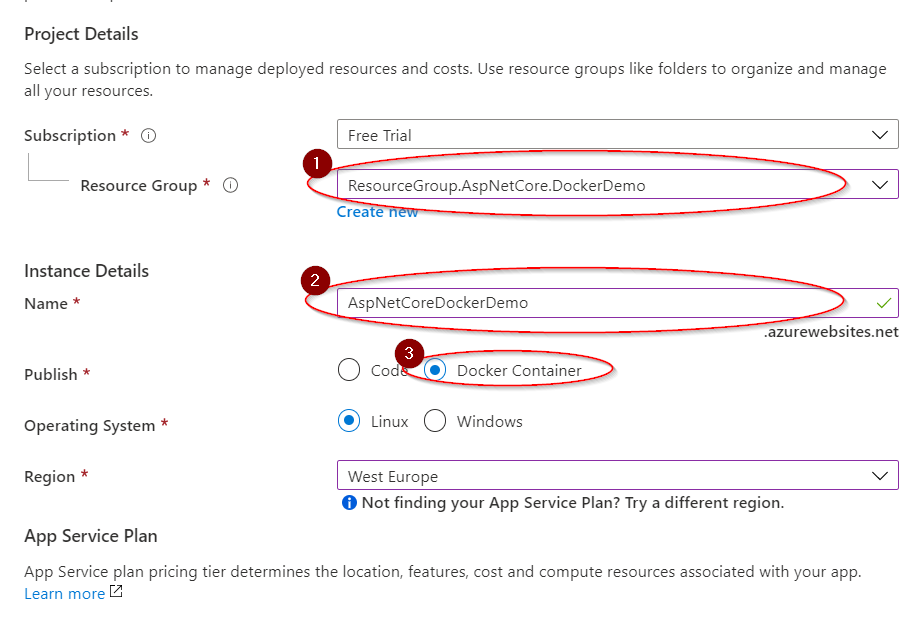 Project Details
Select a subscription to manage deployed resources and costs. Use resource groups like folders to organize and manage
all your resources.
Subscription * Free Trial
1
Resource Group * ResourceGroup.AspNetCore.DockerDemo
Create new
Instance Details
2
Name * AspNetCoreDockerDemo
.azurewebsites.net
3
Publish * Code Docker Container
Operating System * Linux Windows
Region * West Europe
Not finding your App Service Plan? Try a different region.
App Service Plan
App Service plan pricing tier determines the location, features, cost and compute resources associated with your app.
Learn more